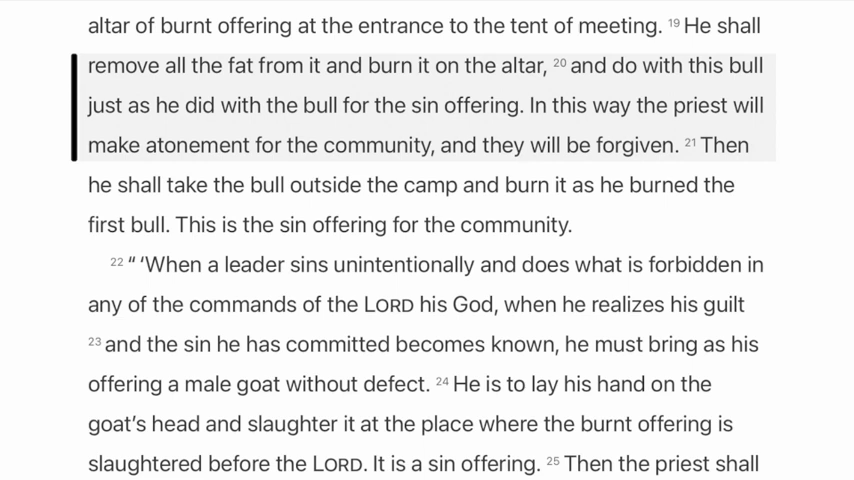 altar of burnt offering at the entrance to the tent of meeting. 19 He shall
remove all the fat from it and burn it on the altar, 20 and do with this bull
just as he did with the bull for the sin offering. In this way the priest will
make atonement for the community, and they will be forgiven. 21 Then
he shall take the bull outside the camp and burn it as he burned the
first bull. This is the sin offering for the community.
22 “ ‘When a leader sins unintentionally and does what is forbidden in
any of the commands of the LORD his God, when he realizes his guilt
23 and the sin he has committed becomes known, he must bring as his
offering a male goat without defect. 24 He is to lay his hand on the
goat’s head and slaughter it at the place where the burnt offering is
slaughtered before the LORD. It is a sin offering. 25 Then the priest shall